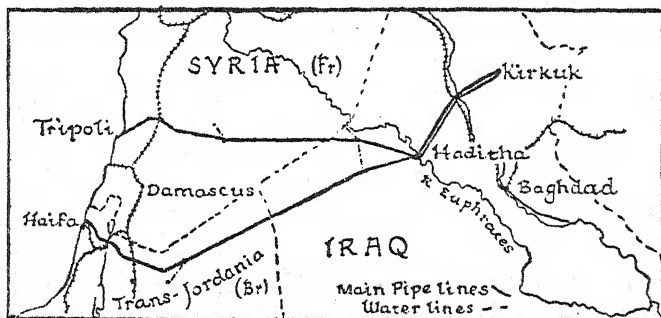 SYRIA (Fr)
Kirkuk
Tripoli
Haditha
Damascus
Baghdad
Haifa
R Euphrates
Trans-Jordania
(Br)
IRAQ
Main Pipe lines
Water lines